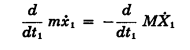 d/dt₁ mẋ₁ = − d/dt₁ MẊ₁